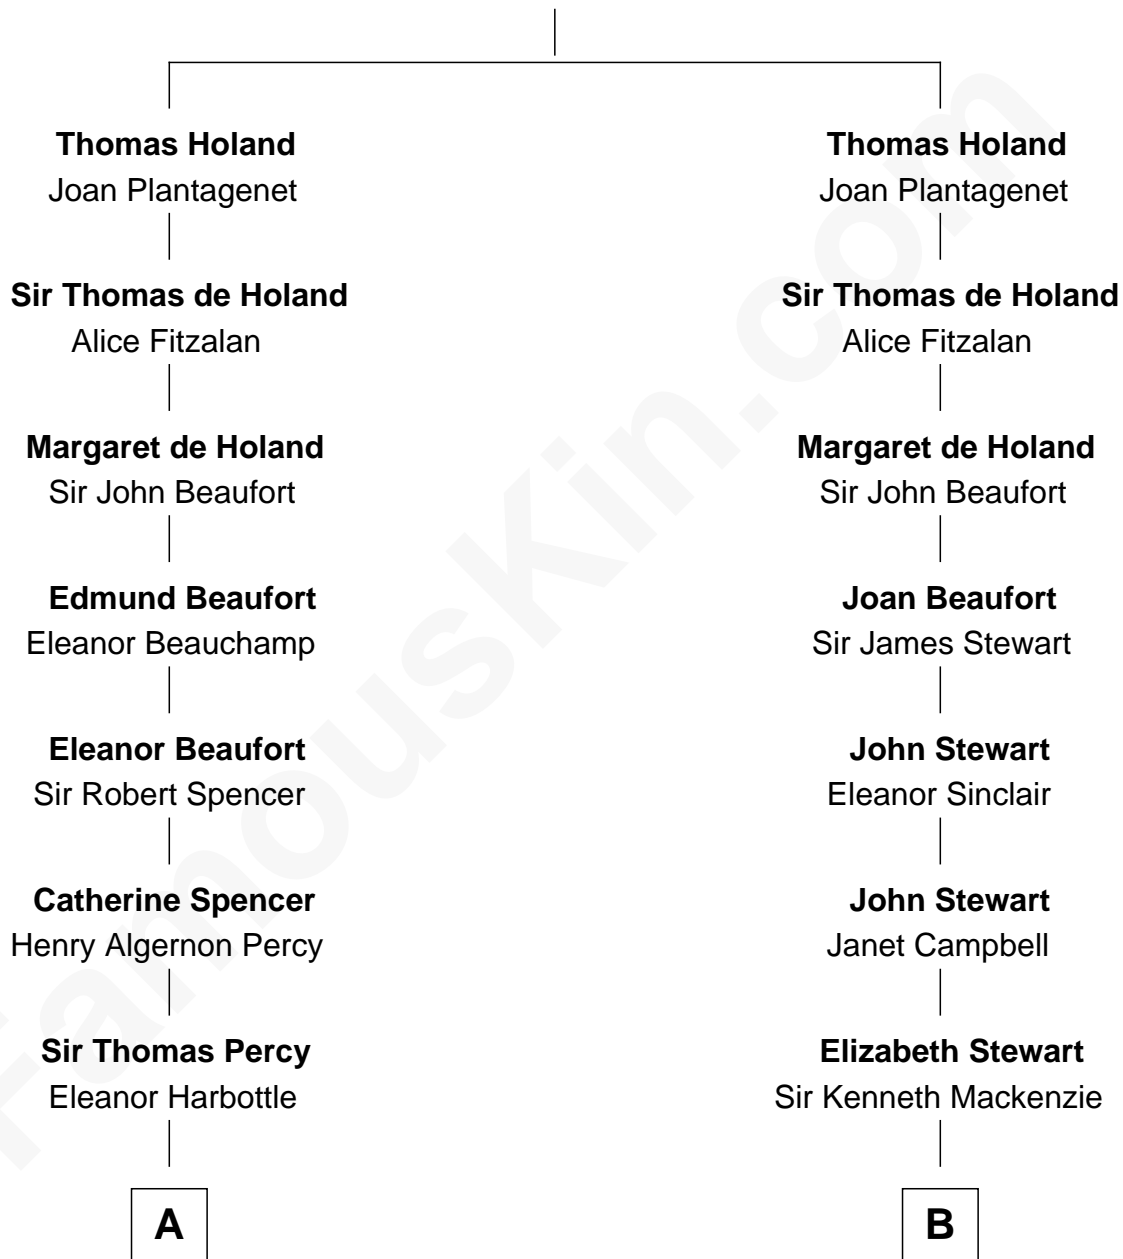 Thomas Holand
Joan Plantagenet
Sir Thomas de Holand
Alice Fitzalan
Margaret de Holand
Sir John Beaufort
Edmund Beaufort
Eleanor Beauchamp
Eleanor Beaufort
Sir Robert Spencer
Catherine Spencer
Henry Algernon Percy
Sir Thomas Percy
Eleanor Harbottle
A
Thomas Holand
Joan Plantagenet
Sir Thomas de Holand
Alice Fitzalan
Margaret de Holand
Sir John Beaufort
Joan Beaufort
Sir James Stewart
John Stewart
Eleanor Sinclair
John Stewart
Janet Campbell
Elizabeth Stewart
Sir Kenneth Mackenzie
B
FamousKin.com